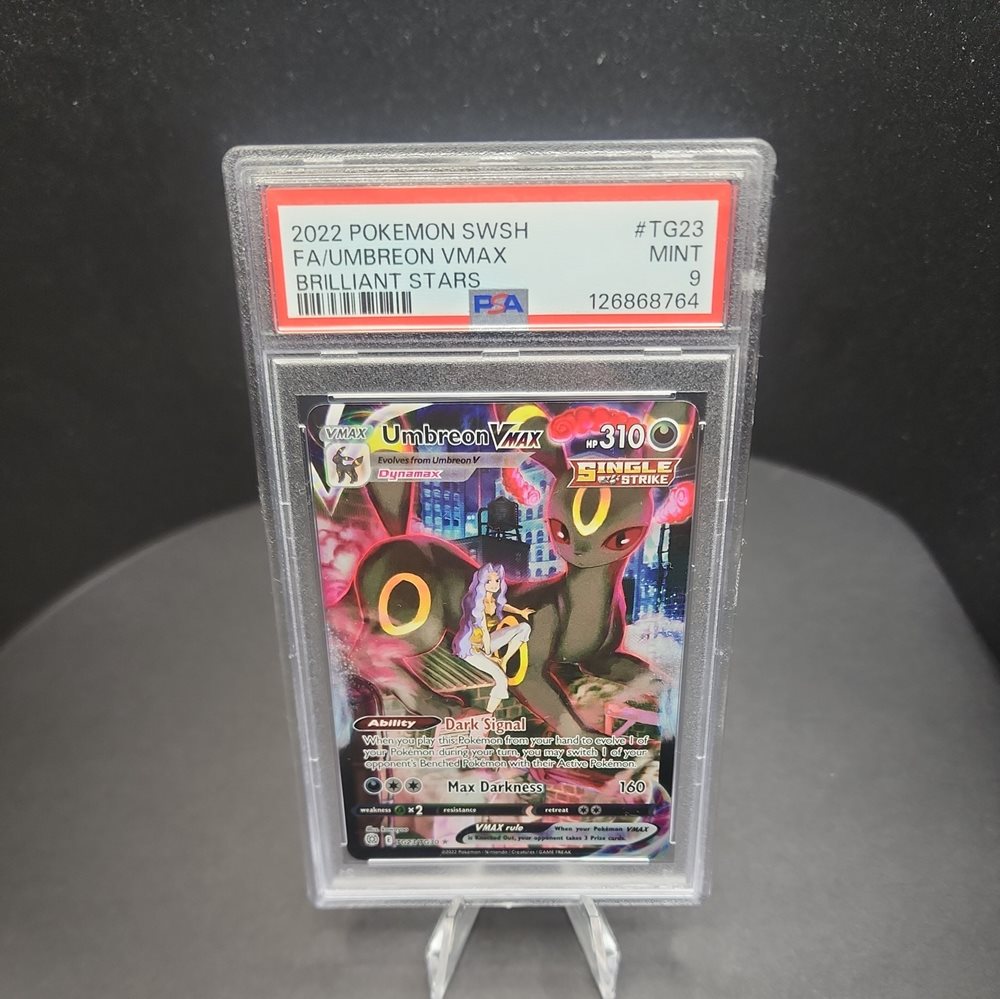 2022 POKEMON SWSH #TG23
FA/UMBREON VMAX MINT
BRILLIANT STARS 9
PSA 126868764
VMAX Umbreon VMAX HP 310
Evolves from Umbreon V
Dynamax
SINGLE
STRIKE
Ability Dark Signal
When you play this Pokémon from your hand to evolve 1 of
your Pokémon during your turn, you may switch 1 of your
opponent's Benched Pokémon with their Active Pokémon.
Max Darkness 160
weakness ×2 resistance retreat
VMAX rule When your Pokémon VMAX
is Knocked Out, your opponent takes 3 Prize cards.
TG23/TG30
©2022 Pokémon / Nintendo / Creatures / GAME FREAK